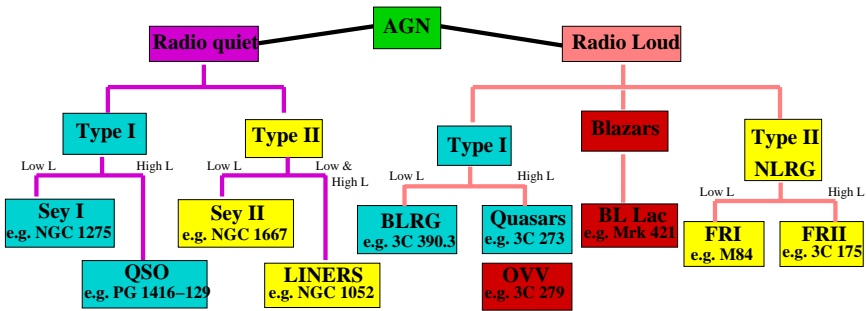 AGN
Radio quiet
Radio Loud
Type I
Type II
Type I
Blazars
Type II
NLRG
Low L
High L
Low L
Low &
High L
Low L
High L
Low L
High L
Sey I
e.g. NGC 1275
Sey II
e.g. NGC 1667
BLRG
e.g. 3C 390.3
Quasars
e.g. 3C 273
BL Lac
e.g. Mrk 421
FRI
e.g. M84
FRII
e.g. 3C 175
QSO
e.g. PG 1416−129
LINERS
e.g. NGC 1052
OVV
e.g. 3C 279